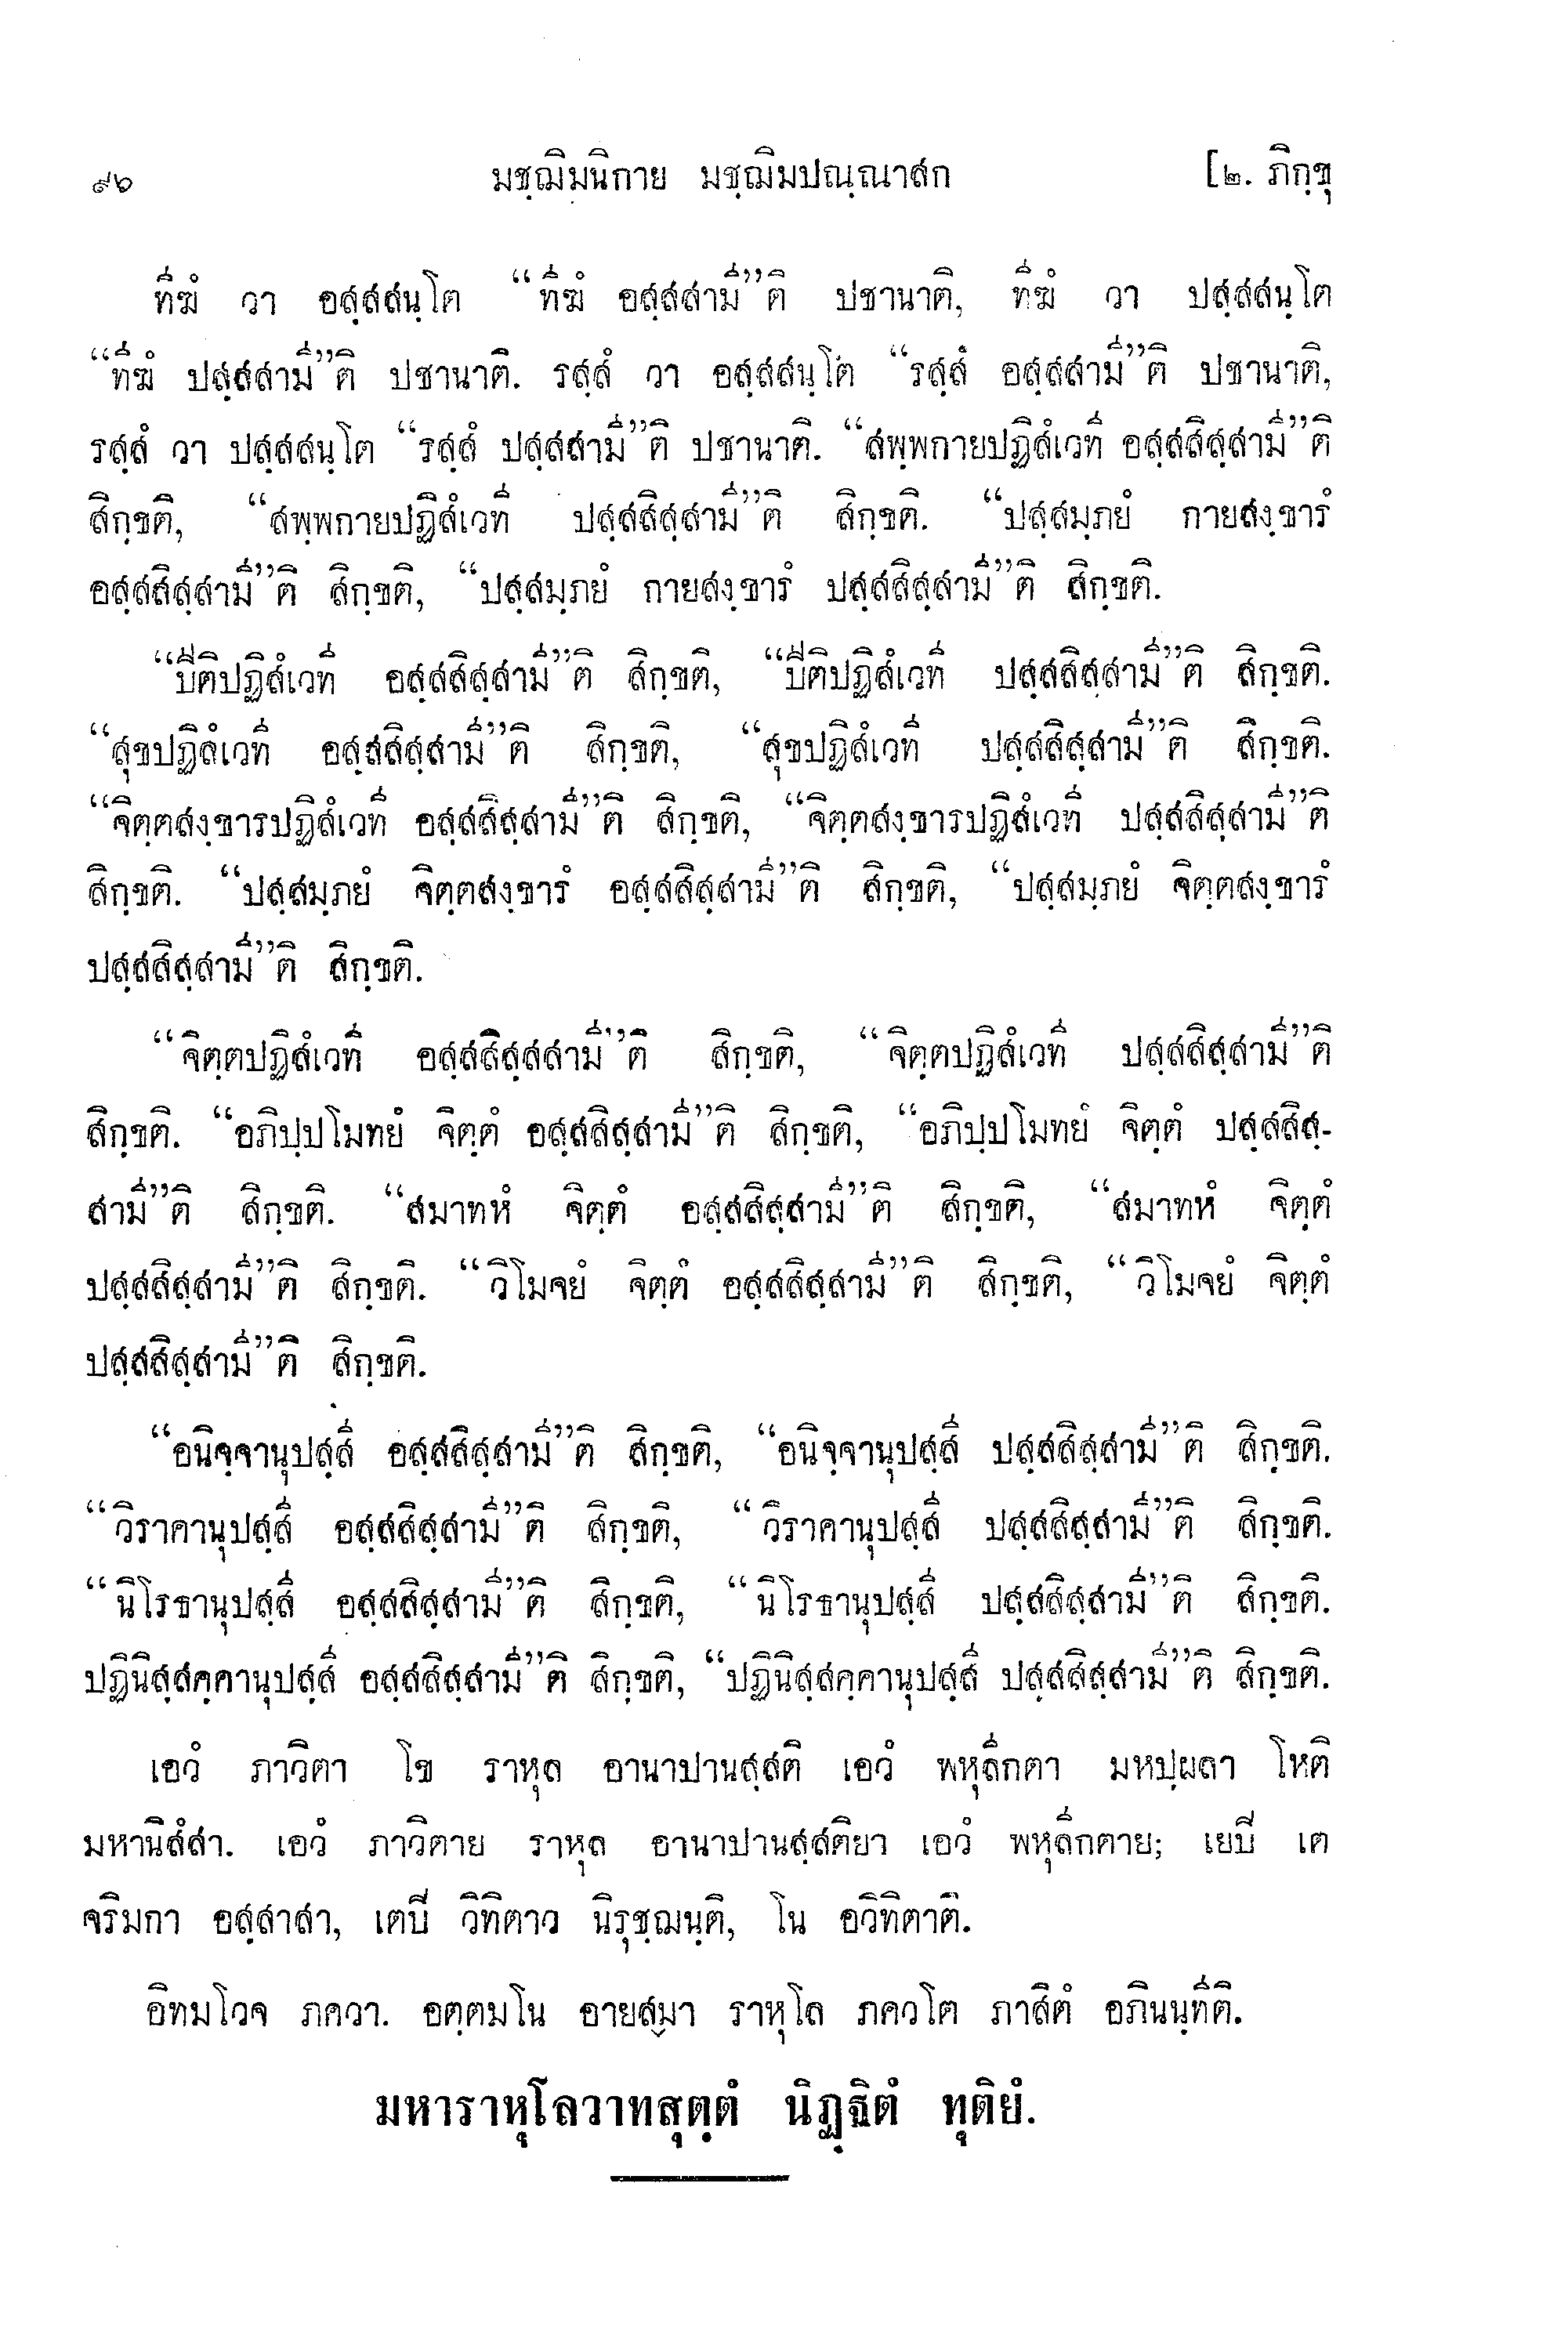 ๙๖ มชฺฌิมนิกาย มชฺฌิมปณฺณาสก [๒. ภิกฺขุ
ทีฆํ วา อสฺสสนฺโต “ทีฆํ อสฺสสามี”ติ ปชานาติ, ทีฆํ วา ปสฺสสนฺโต
“ทีฆํ ปสฺสสามี”ติ ปชานาติ. รสฺสํ วา อสฺสสนฺโต “รสฺสํ อสฺสสามี”ติ ปชานาติ,
รสฺสํ วา ปสฺสสนฺโต “รสฺสํ ปสฺสสามี”ติ ปชานาติ. “สพฺพกายปฏิสํเวที อสฺสสิสฺสามี”ติ
สิกฺขติ, “สพฺพกายปฏิสํเวที ปสฺสสิสฺสามี”ติ สิกฺขติ. “ปสฺสมฺภยํ กายสงฺขารํ
อสฺสสิสฺสามี”ติ สิกฺขติ, “ปสฺสมฺภยํ กายสงฺขารํ ปสฺสสิสฺสามี”ติ สิกฺขติ.
“ปีติปฏิสํเวที อสฺสสิสฺสามี”ติ สิกฺขติ, “ปีติปฏิสํเวที ปสฺสสิสฺสามี”ติ สิกฺขติ.
“สุขปฏิสํเวที อสฺสสิสฺสามี”ติ สิกฺขติ, “สุขปฏิสํเวที ปสฺสสิสฺสามี”ติ สิกฺขติ.
“จิตฺตสงฺขารปฏิสํเวที อสฺสสิสฺสามี”ติ สิกฺขติ, “จิตฺตสงฺขารปฏิสํเวที ปสฺสสิสฺสามี”ติ
สิกฺขติ. “ปสฺสมฺภยํ จิตฺตสงฺขารํ อสฺสสิสฺสามี”ติ สิกฺขติ, “ปสฺสมฺภยํ จิตฺตสงฺขารํ
ปสฺสสิสฺสามี”ติ สิกฺขติ.
“จิตฺตปฏิสํเวที อสฺสสิสฺสสามี”ติ สิกฺขติ, “จิตฺตปฏิสํเวที ปสฺสสิสฺสามี”ติ
สิกฺขติ. “อภิปฺปโมทยํ จิตฺตํ อสฺสสิสฺสามี”ติ สิกฺขติ, “อภิปฺปโมทยํ จิตฺตํ ปสฺสสิสฺ-
สามี”ติ สิกฺขติ. “สมาทหํ จิตฺตํ อสฺสสิสฺสามี”ติ สิกฺขติ, “สมาทหํ จิตฺตํ
ปสฺสสิสฺสามี”ติ สิกฺขติ. “วิโมจยํ จิตฺตํ อสฺสสิสฺสามี”ติ สิกฺขติ, “วิโมจยํ จิตฺตํ
ปสฺสสิสฺสามี”ติ สิกฺขติ.
“อนิจฺจานุปสฺสี อสฺสสิสฺสามี”ติ สิกฺขติ, “อนิจฺจานุปสฺสี ปสฺสสิสฺสามี”ติ สิกฺขติ.
“วิราคานุปสฺสี อสฺสสิสฺสามี”ติ สิกฺขติ, “วิราคานุปสฺสี ปสฺสสิสฺสามี”ติ สิกฺขติ.
“นิโรธานุปสฺสี อสฺสสิสฺสามี”ติ สิกฺขติ, “นิโรธานุปสฺสี ปสฺสสิสฺสามี”ติ สิกฺขติ.
ปฏินิสฺสคฺคานุปสฺสี อสฺสสิสฺสามี”ติ สิกฺขติ, “ปฏินิสฺสคฺคานุปสฺสี ปสฺสสิสฺสามี”ติ สิกฺขติ.
เอวํ ภาวิตา โข ราหุล อานาปานสฺสติ เอวํ พหุลีกตา มหปฺผลา โหติ
มหานิสํสา. เอวํ ภาวิตาย ราหุล อานาปานสฺสติยา เอวํ พหุลีกตาย; เยปิ เต
จริมกา อสฺสาสา, เตปิ วิทิตาว นิรุชฺฌนฺติ, โน อวิทิตาติ.
อิทมโวจ ภควา. อตฺตมโน อายสฺมา ราหุโล ภควโต ภาสิตํ อภินนฺทีติ.
มหาราหุโลวาทสุตฺตํ นิฏฺฐิตํ ทุติยํ.